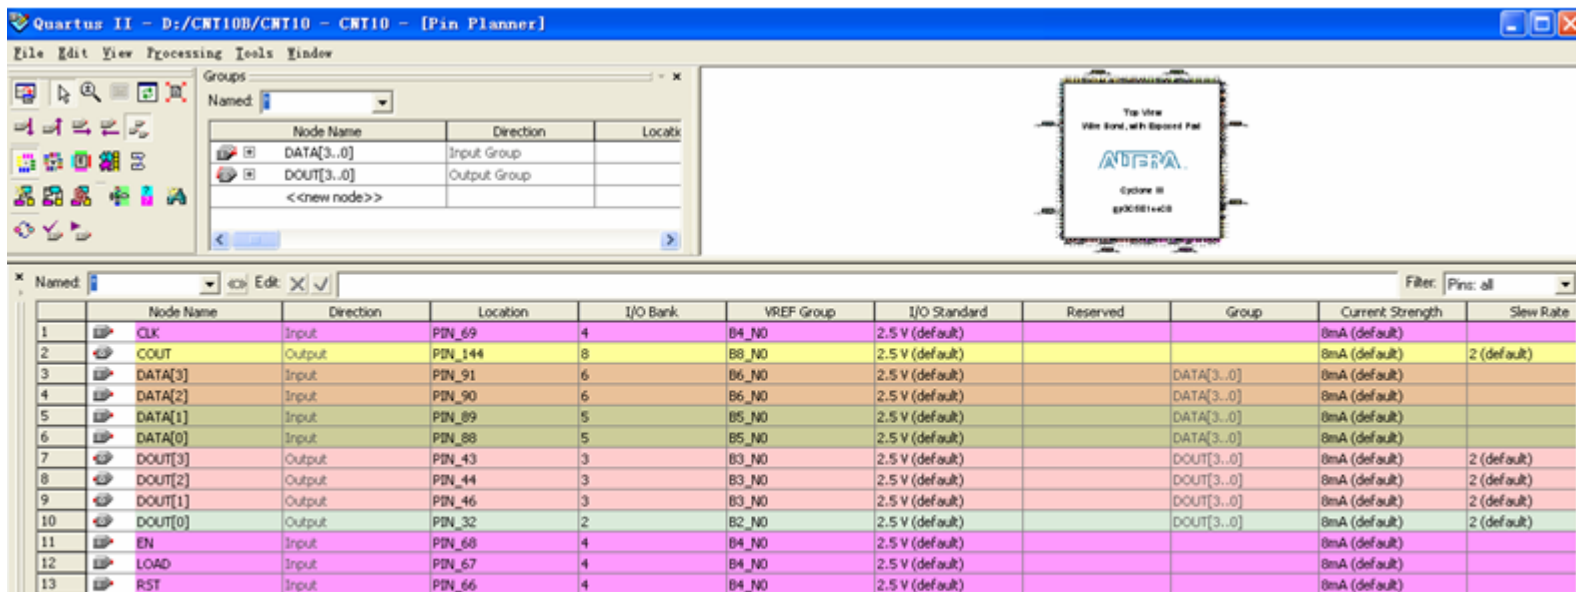 Quartus II - D:/CNT10B/CNT10 - CNT10 - [Pin Planner]
File Edit View Processing Tools Window
Groups
Named: *
Node Name Direction Locatic
DATA[3..0] Input Group
DOUT[3..0] Output Group
<<new node>>
Top View
Wire Bond, with Exposed Pad
ALTERA
Cyclone III
Named: * Edit: Filter: Pins: all
Node Name Direction Location I/O Bank VREF Group I/O Standard Reserved Group Current Strength Slew Rate
1 CLK Input PIN_69 4 B4_N0 2.5 V (default) 8mA (default)
2 COUT Output PIN_144 8 B8_N0 2.5 V (default) 8mA (default) 2 (default)
3 DATA[3] Input PIN_91 6 B6_N0 2.5 V (default) DATA[3..0] 8mA (default)
4 DATA[2] Input PIN_90 6 B6_N0 2.5 V (default) DATA[3..0] 8mA (default)
5 DATA[1] Input PIN_89 5 B5_N0 2.5 V (default) DATA[3..0] 8mA (default)
6 DATA[0] Input PIN_88 5 B5_N0 2.5 V (default) DATA[3..0] 8mA (default)
7 DOUT[3] Output PIN_43 3 B3_N0 2.5 V (default) DOUT[3..0] 8mA (default) 2 (default)
8 DOUT[2] Output PIN_44 3 B3_N0 2.5 V (default) DOUT[3..0] 8mA (default) 2 (default)
9 DOUT[1] Output PIN_46 3 B3_N0 2.5 V (default) DOUT[3..0] 8mA (default) 2 (default)
10 DOUT[0] Output PIN_32 2 B2_N0 2.5 V (default) DOUT[3..0] 8mA (default) 2 (default)
11 EN Input PIN_68 4 B4_N0 2.5 V (default) 8mA (default)
12 LOAD Input PIN_67 4 B4_N0 2.5 V (default) 8mA (default)
13 RST Input PIN_66 4 B4_N0 2.5 V (default) 8mA (default)